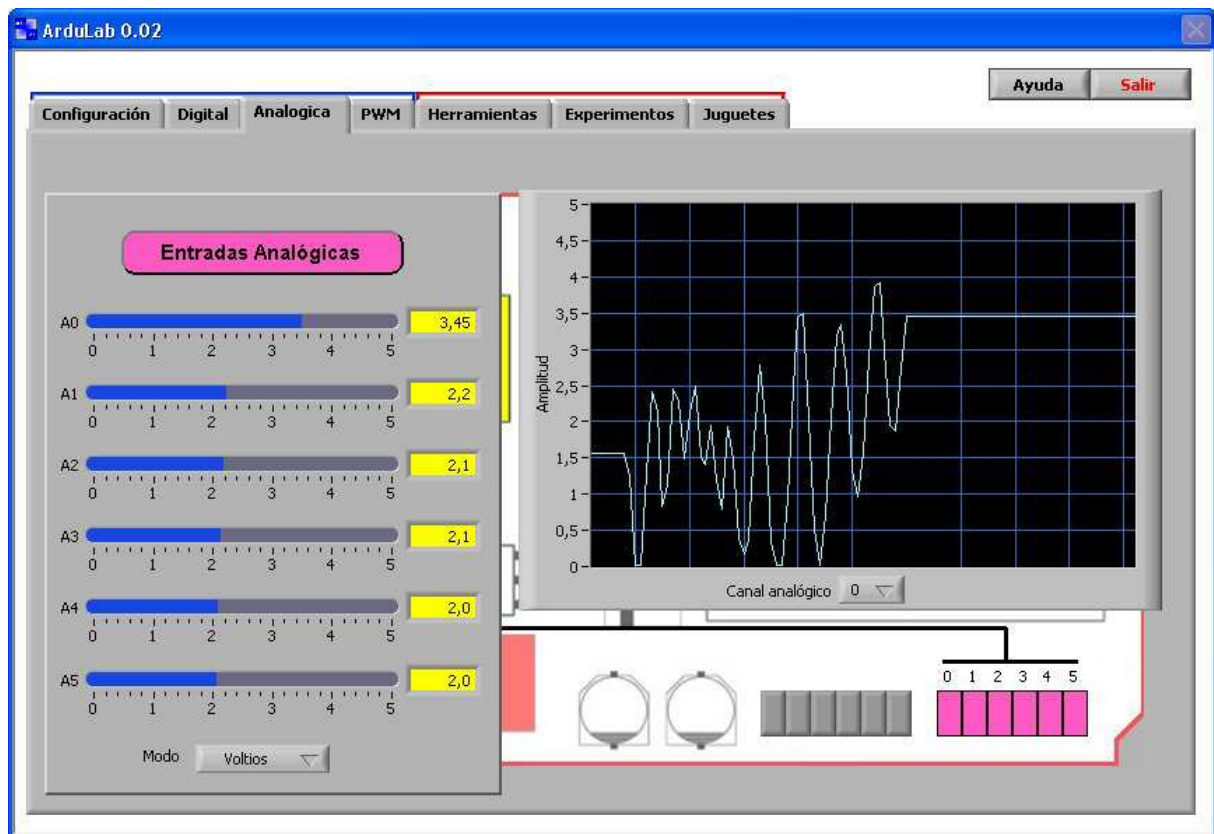 ArduLab 0.02
Ayuda Salir
Configuración Digital Analogica PWM Herramientas Experimentos Juguetes
Entradas Analógicas
A0 3,45
0 1 2 3 4 5
A1 2,2
0 1 2 3 4 5
A2 2,1
0 1 2 3 4 5
A3 2,1
0 1 2 3 4 5
A4 2,0
0 1 2 3 4 5
A5 2,0
0 1 2 3 4 5
Modo Voltios
Amplitud
5
4,5
4
3,5
3
2,5
2
1,5
1
0,5
0
Canal analógico 0
0 1 2 3 4 5